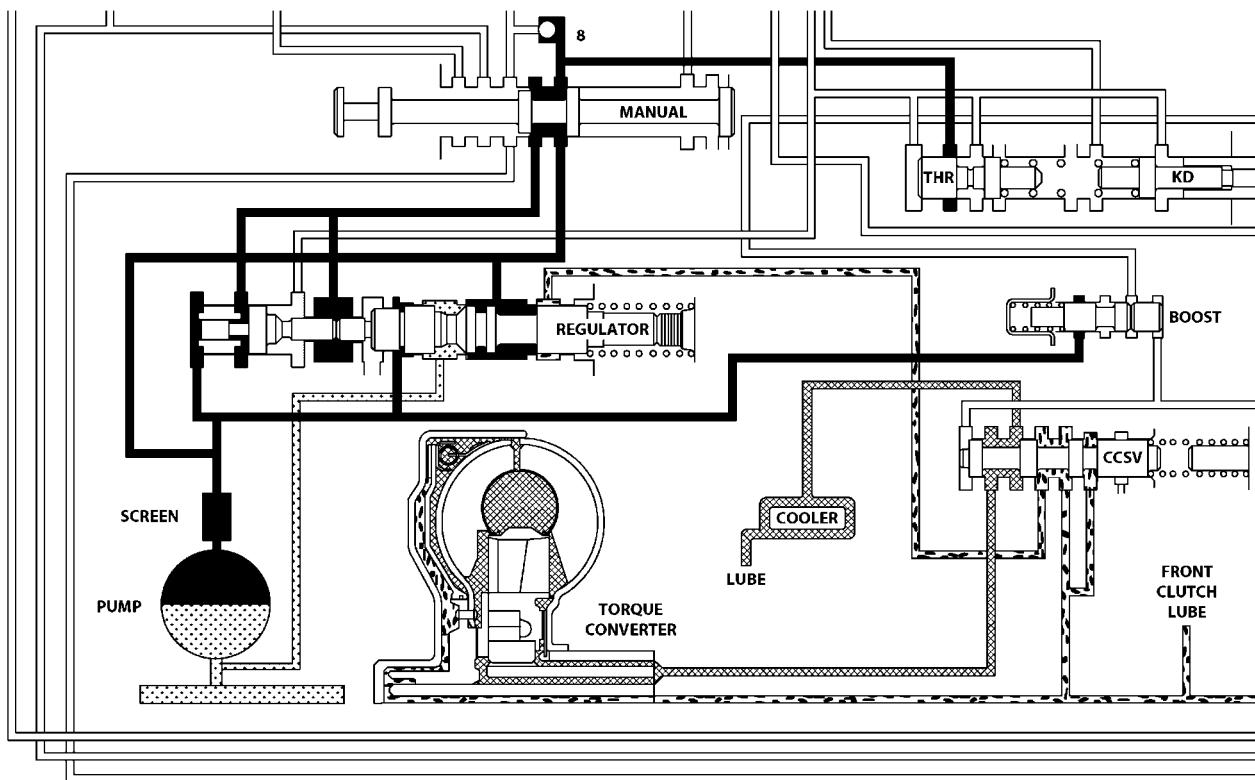 8
MANUAL
THR
KD
REGULATOR
BOOST
CCSV
SCREEN
COOLER
LUBE
PUMP
TORQUE
CONVERTER
FRONT
CLUTCH
LUBE